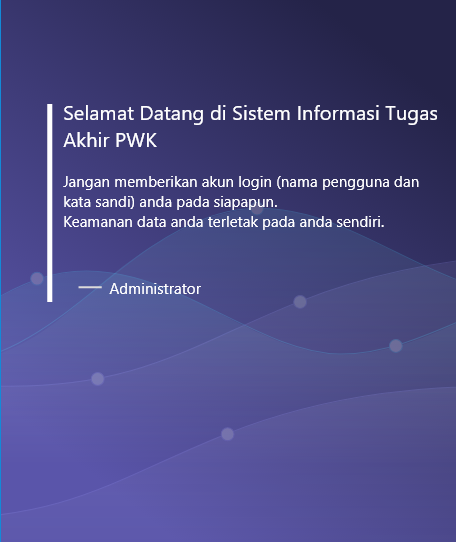 Selamat Datang di Sistem Informasi Tugas
Akhir PWK
Jangan memberikan akun login (nama pengguna dan
kata sandi) anda pada siapapun.
Keamanan data anda terletak pada anda sendiri.
— Administrator